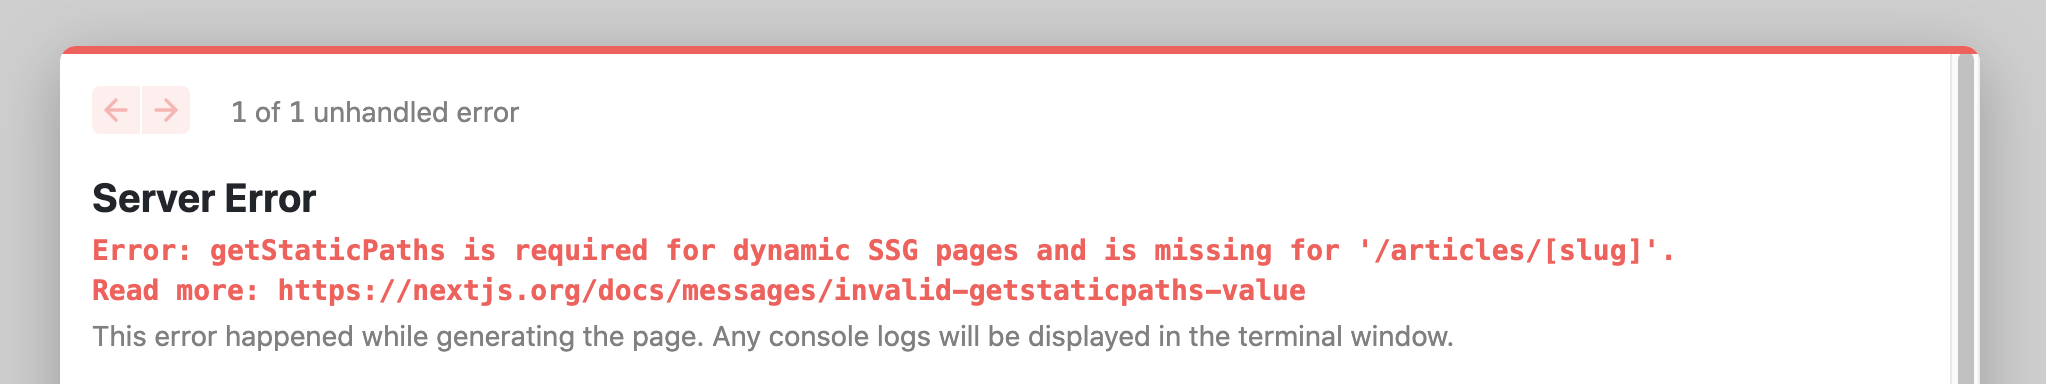 1 of 1 unhandled error
Server Error
Error: getStaticPaths is required for dynamic SSG pages and is missing for '/articles/[slug]'.
Read more: https://nextjs.org/docs/messages/invalid-getstaticpaths-value
This error happened while generating the page. Any console logs will be displayed in the terminal window.